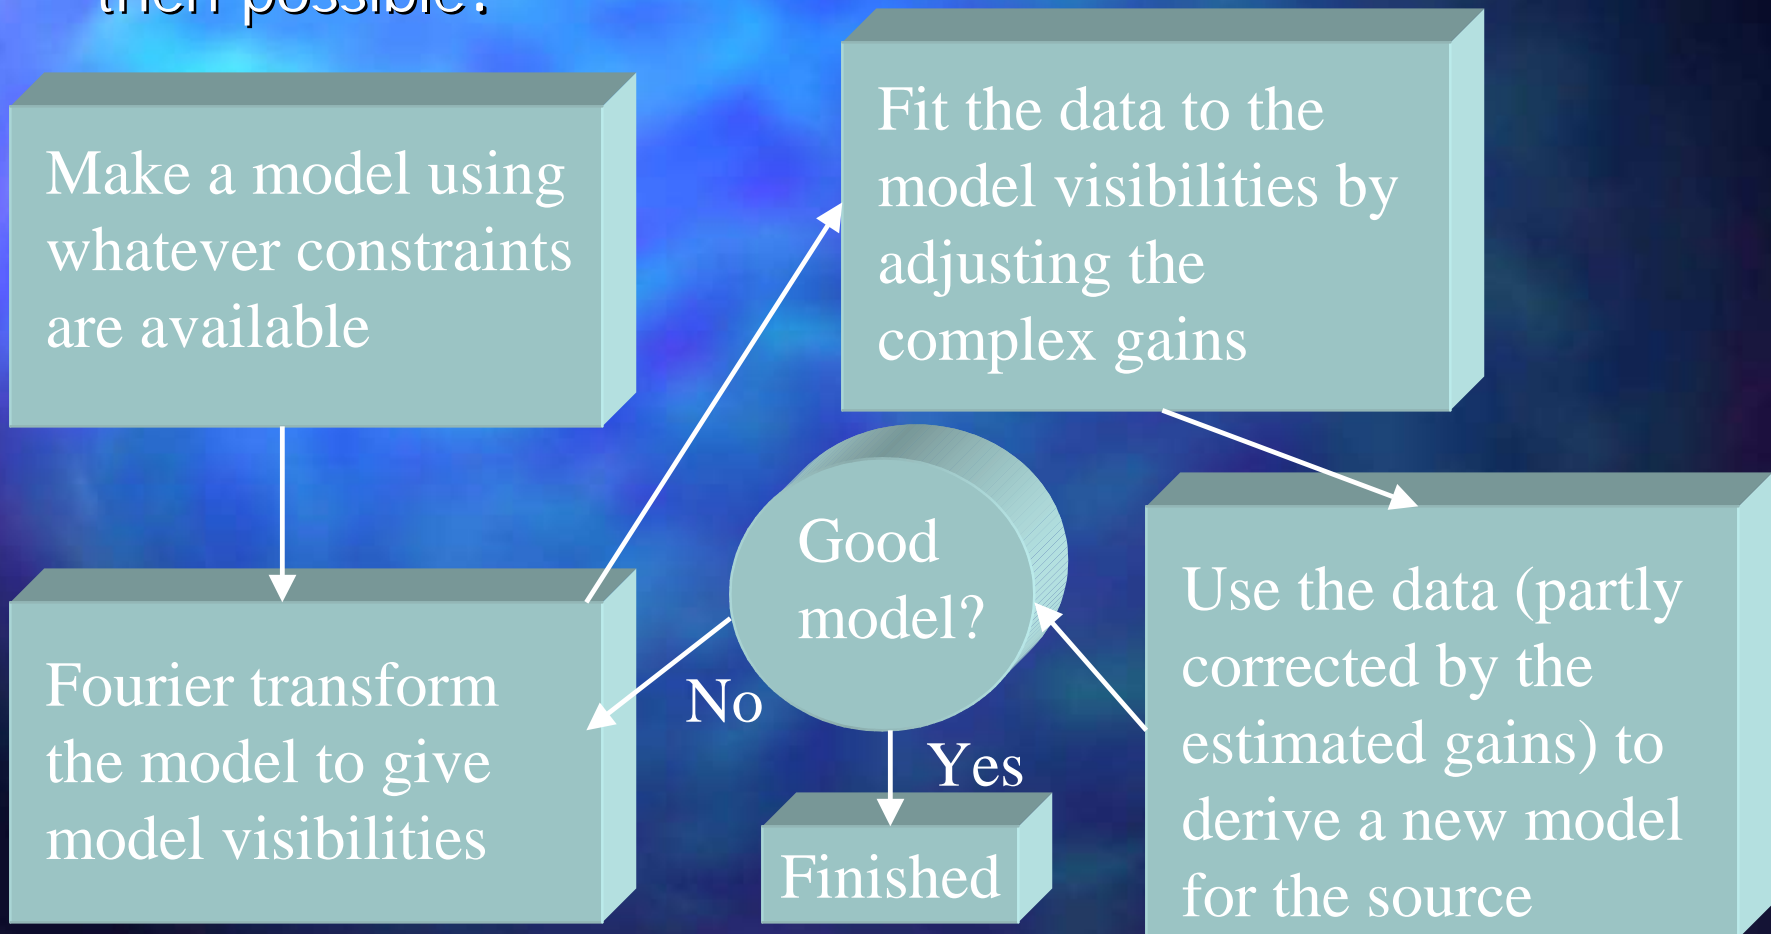 then possible:
Make a model using
whatever constraints
are available
Fourier transform
the model to give
model visibilities
Fit the data to the
model visibilities by
adjusting the
complex gains
Use the data (partly
corrected by the
estimated gains) to
derive a new model
for the source
Good
model?
No
Yes
Finished